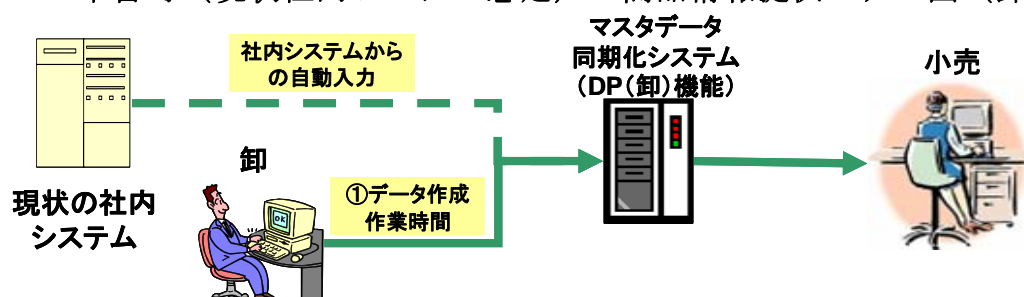 社内システムから
の自動入力
マスタデータ
同期化システム
（DP（卸）機能）
小売
卸
①データ作成
作業時間
現状の社内
システム
OK